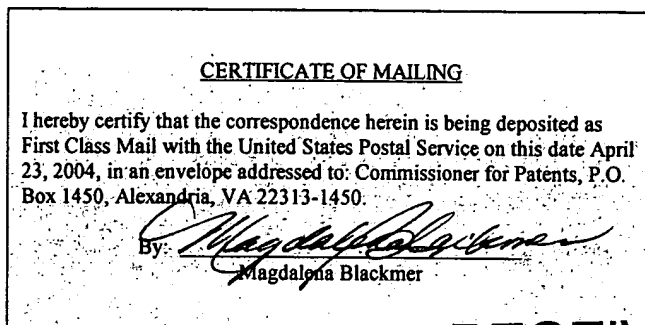 CERTIFICATE OF MAILING
I hereby certify that the correspondence herein is being deposited as
First Class Mail with the United States Postal Service on this date April
23, 2004, in an envelope addressed to: Commissioner for Patents, P.O.
Box 1450, Alexandria, VA 22313-1450.
By: Magdalena Blackmer
Magdalena Blackmer